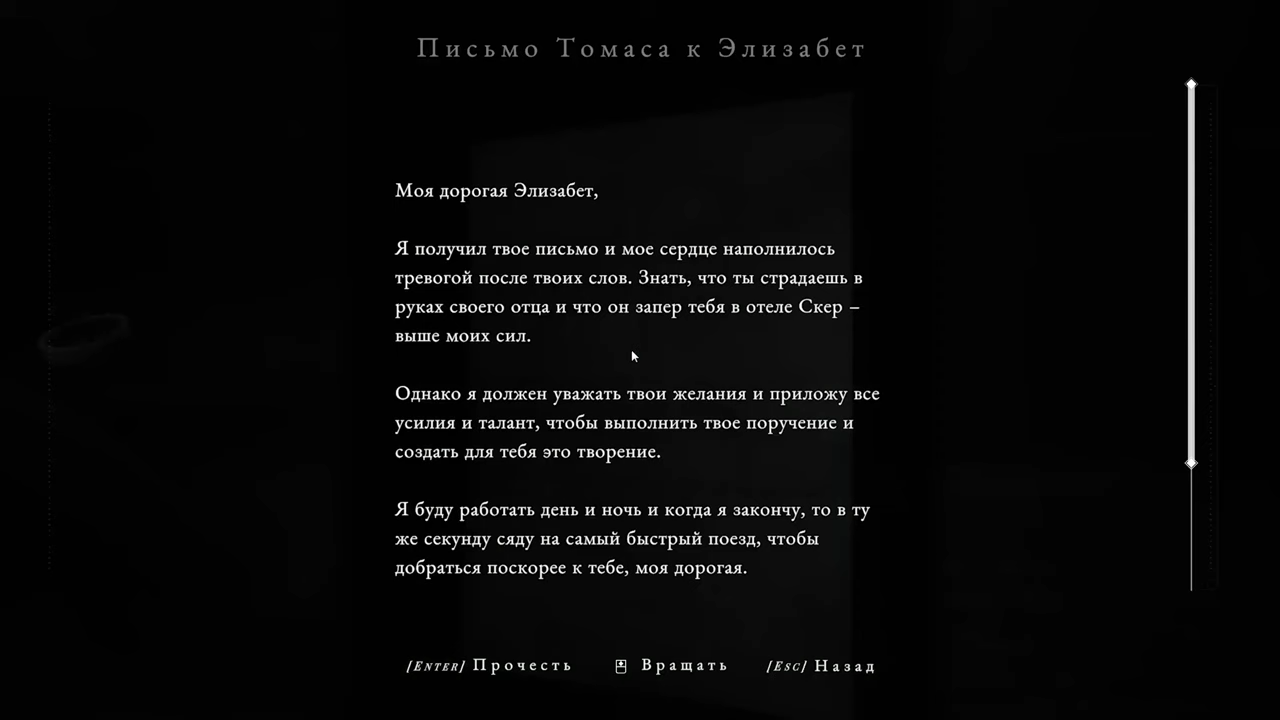 Письмо Томаса к Элизабет
Моя дорогая Элизабет,
Я получил твое письмо и мое сердце наполнилось
тревогой после твоих слов. Знать, что ты страдаешь в
руках своего отца и что он запер тебя в отеле Скер –
выше моих сил.
Однако я должен уважать твои желания и приложу все
усилия и талант, чтобы выполнить твое поручение и
создать для тебя это творение.
Я буду работать день и ночь и когда я закончу, то в ту
же секунду сяду на самый быстрый поезд, чтобы
добраться поскорее к тебе, моя дорогая.
[Enter] Прочесть Вращать [Esc] Назад